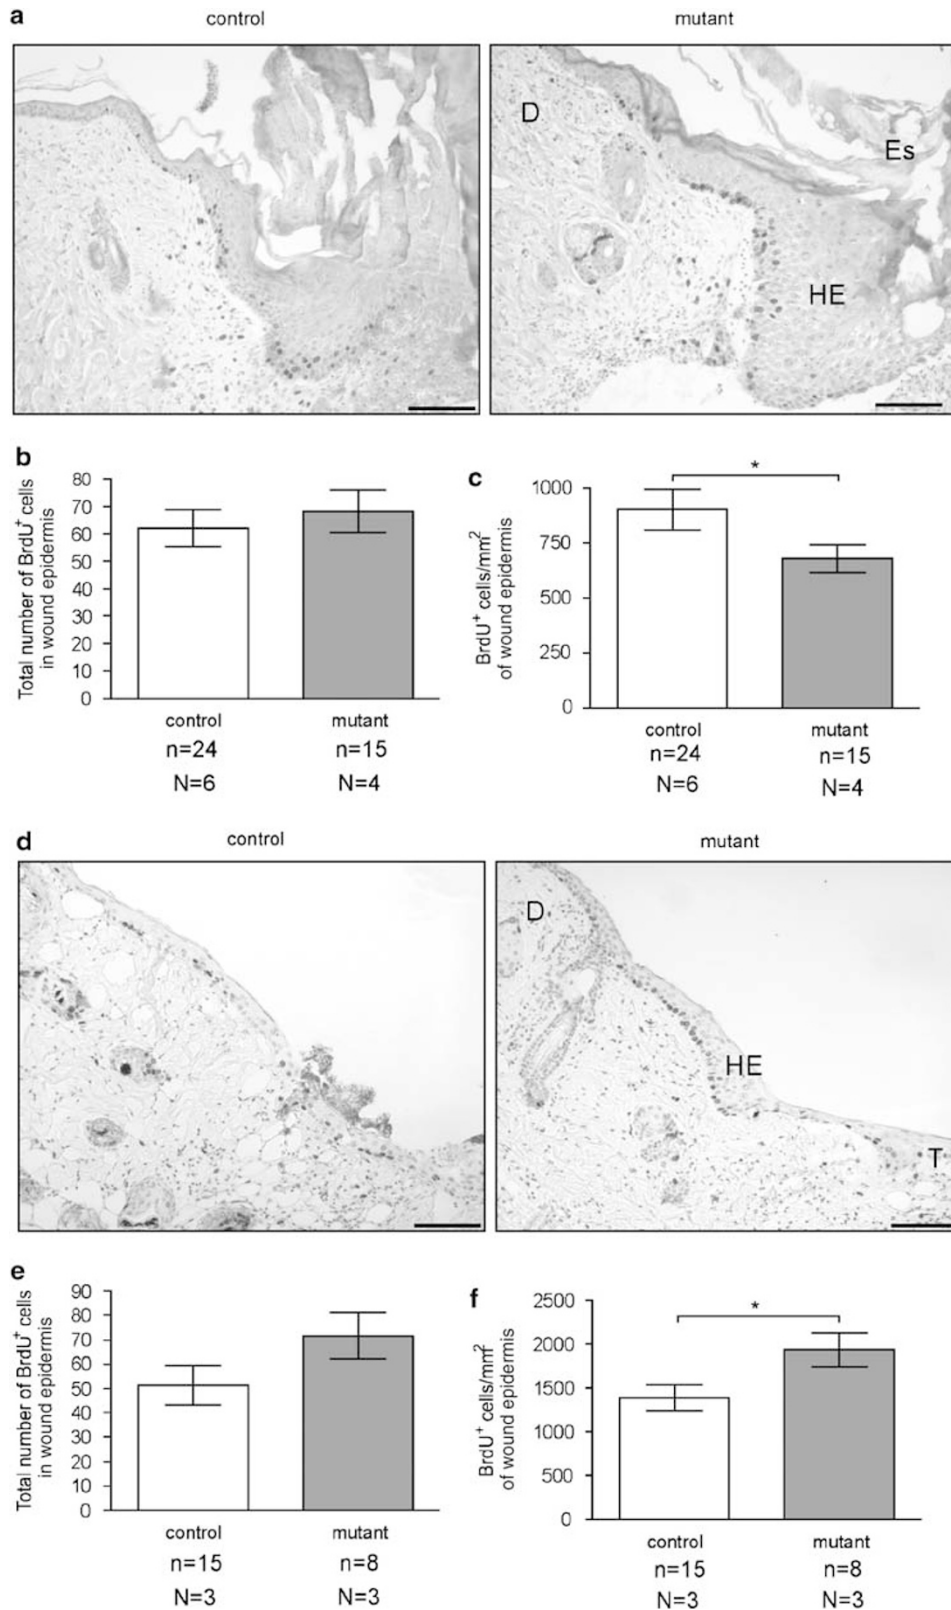 a
control
mutant
D
Es
HE
b
Total number of BrdU⁺ cells
in wound epidermis
80
70
60
50
40
30
20
10
0
control
mutant
n=24
n=15
N=6
N=4
c
*
BrdU⁺ cells/mm²
of wound epidermis
1000
750
500
250
0
control
mutant
n=24
n=15
N=6
N=4
d
control
mutant
D
HE
T
e
Total number of BrdU⁺ cells
in wound epidermis
90
80
70
60
50
40
30
20
10
0
control
mutant
n=15
n=8
N=3
N=3
f
*
BrdU⁺ cells/mm²
of wound epidermis
2500
2000
1500
1000
500
0
control
mutant
n=15
n=8
N=3
N=3